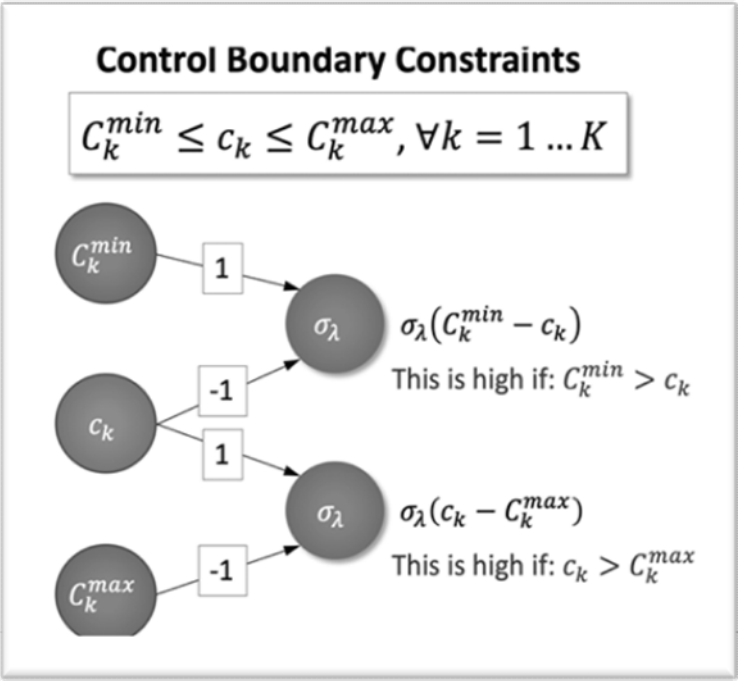 Control Boundary Constraints
C_k^{min} ≤ c_k ≤ C_k^{max}, ∀k = 1 … K
C_k^{min}
1
σ_λ
σ_λ(C_k^{min} − c_k)
This is high if: C_k^{min} > c_k
-1
c_k
1
σ_λ
σ_λ(c_k − C_k^{max})
This is high if: c_k > C_k^{max}
-1
C_k^{max}